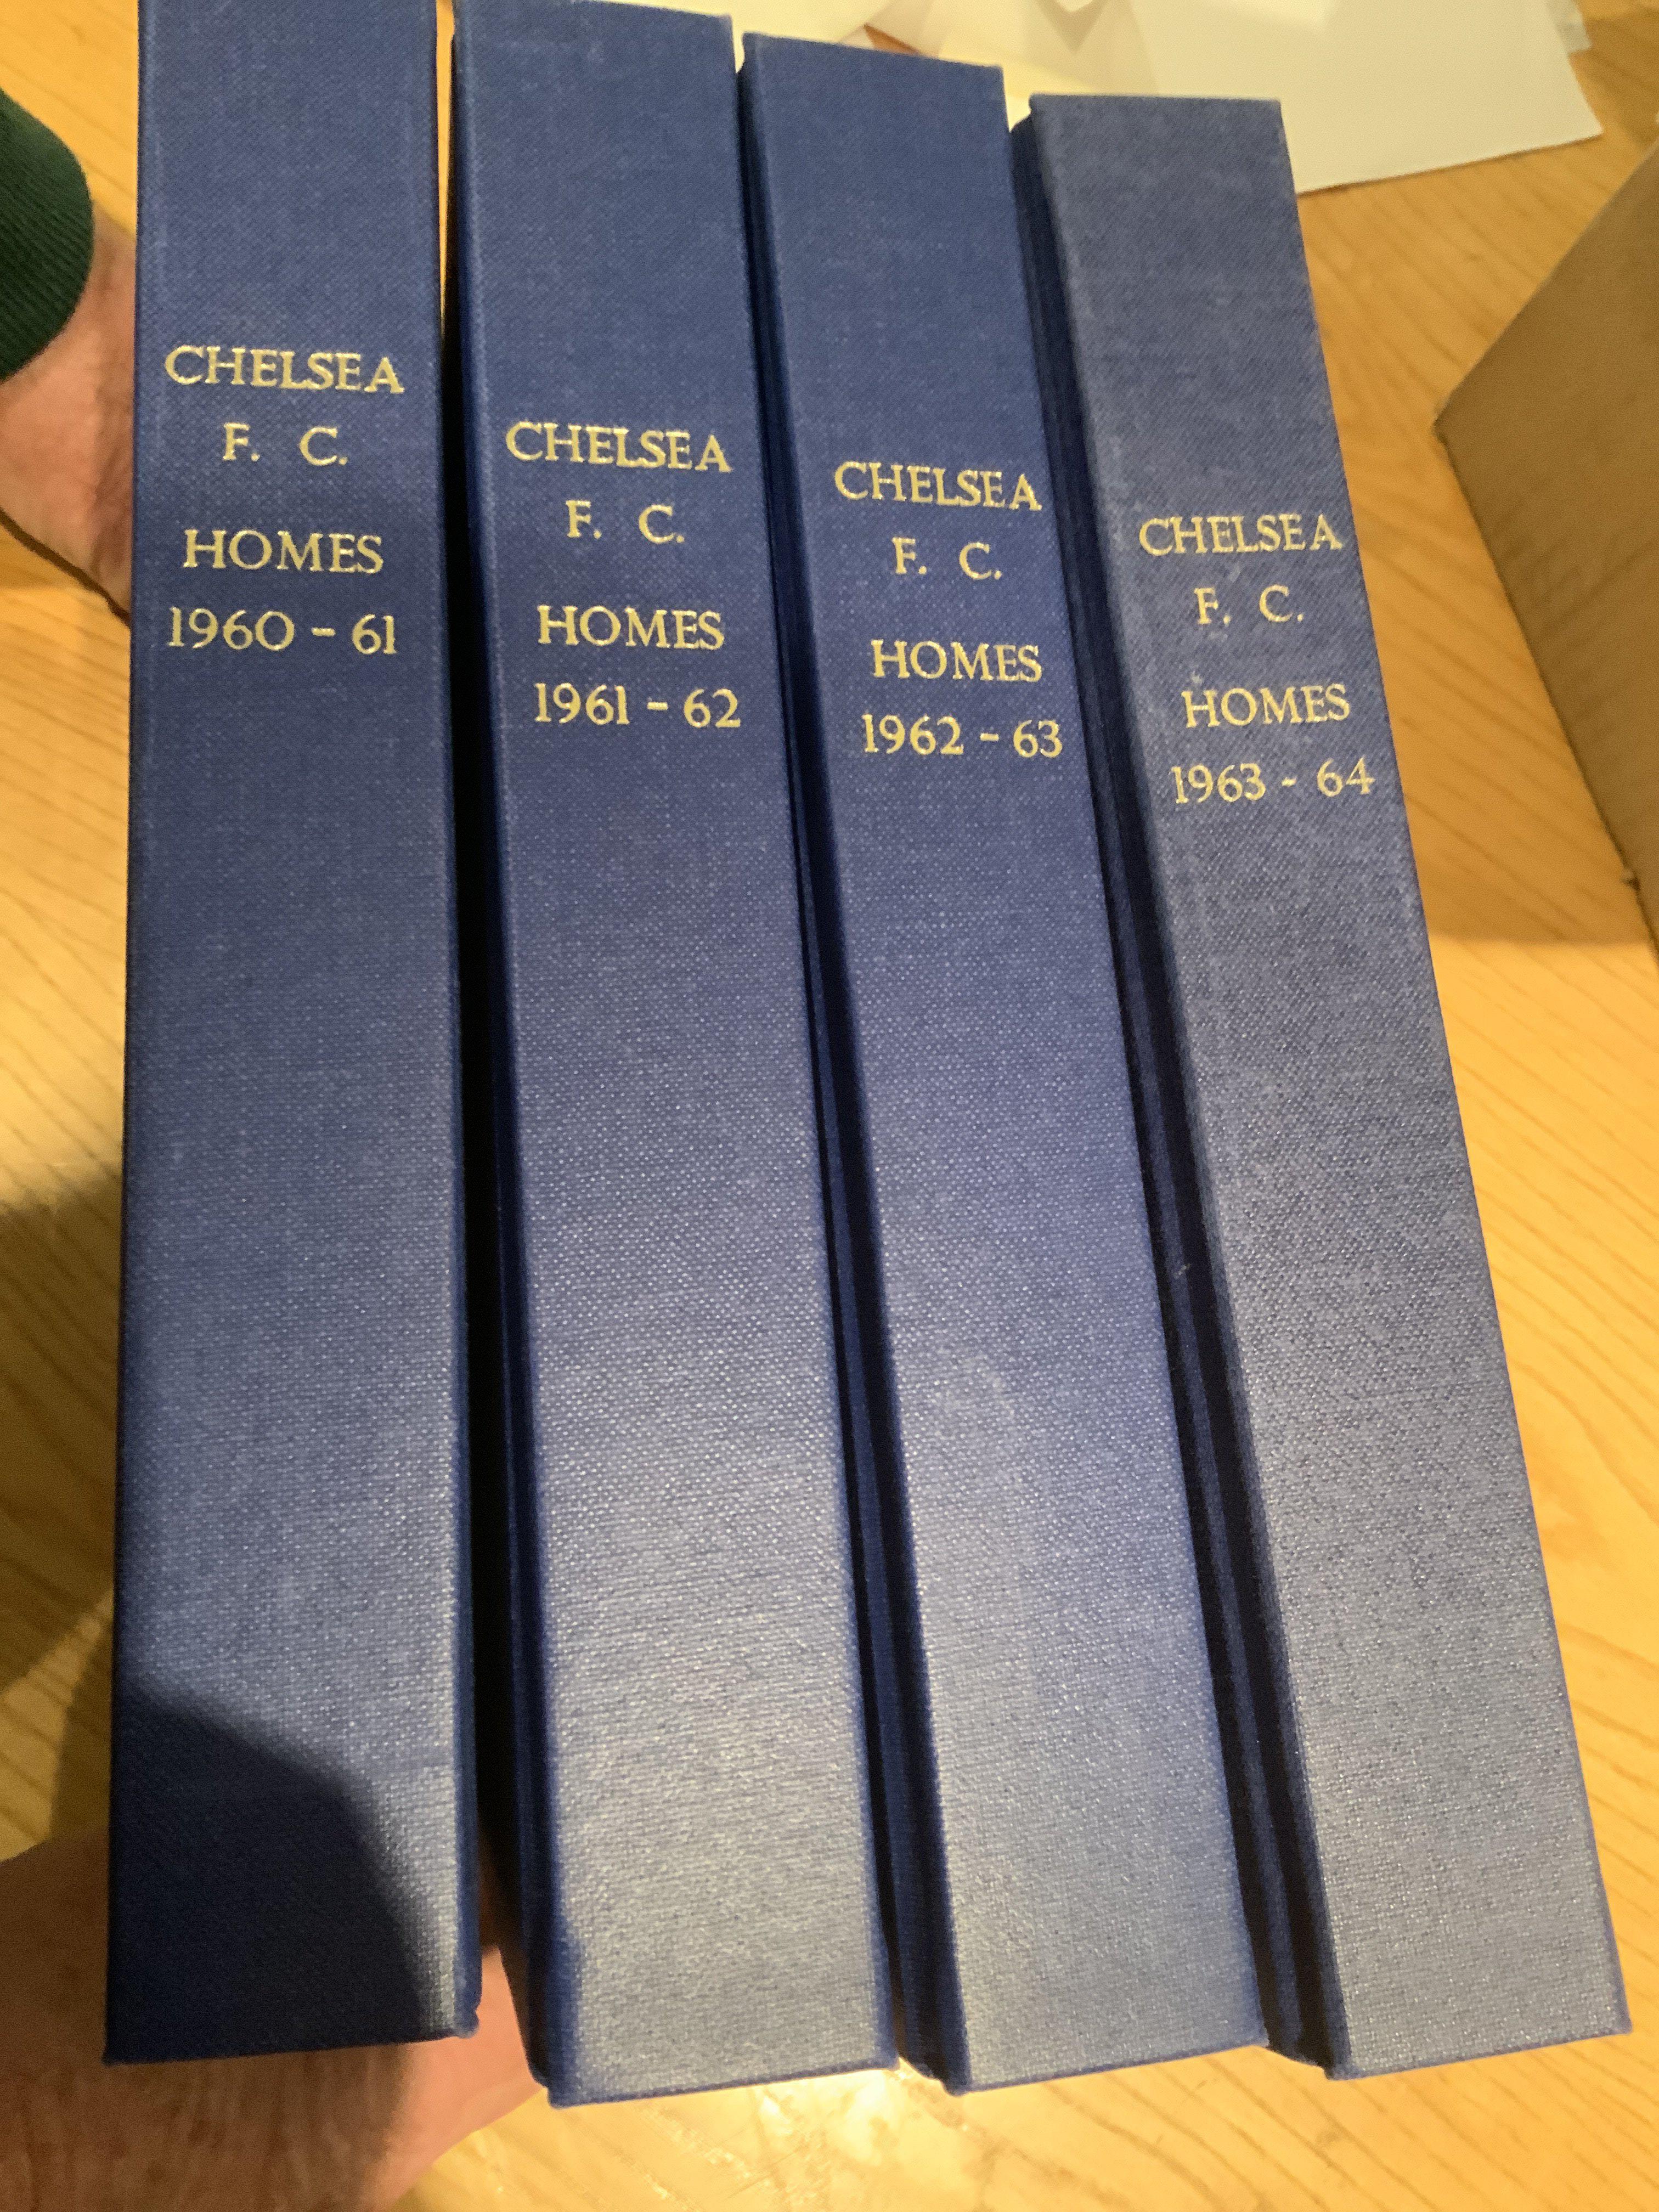 CHELSEA
F. C.
HOMES
1960 - 61
CHELSEA
F. C.
HOMES
1961 - 62
CHELSEA
F. C.
HOMES
1962 - 63
CHELSEA
F. C.
HOMES
1963 - 64